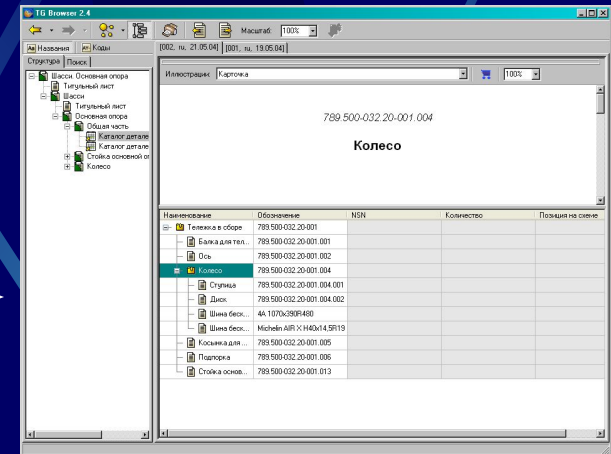 TG Browser 2.4
Масштаб: 100%
Названия Коды
[002, ru, 21.05.04] [001, ru, 19.05.04]
Структура Поиск
Шасси. Основная опора
Титульный лист
Шасси
Титульный лист
Основная опора
Общая часть
Каталог детале
Каталог детале
Стойка основной оп
Колесо
Иллюстрации: Карточка 100%
789.500-032.20-001.004
Колесо
Наименование Обозначение NSN Количество Позиция на схеме
Тележка в сборе 789.500-032.20-001
Балка для тел... 789.500-032.20-001.001
Ось 789.500-032.20-001.002
Колесо 789.500-032.20-001.004
Ступица 789.500-032.20-001.004.001
Диск 789.500-032.20-001.004.002
Шина беск... 4A 1070x390R480
Шина беск... Michelin AIR X H40x14,5R19
Косынка для ... 789.500-032.20-001.005
Подпорка 789.500-032.20-001.006
Стойка основ... 789.500-032.20-001.013